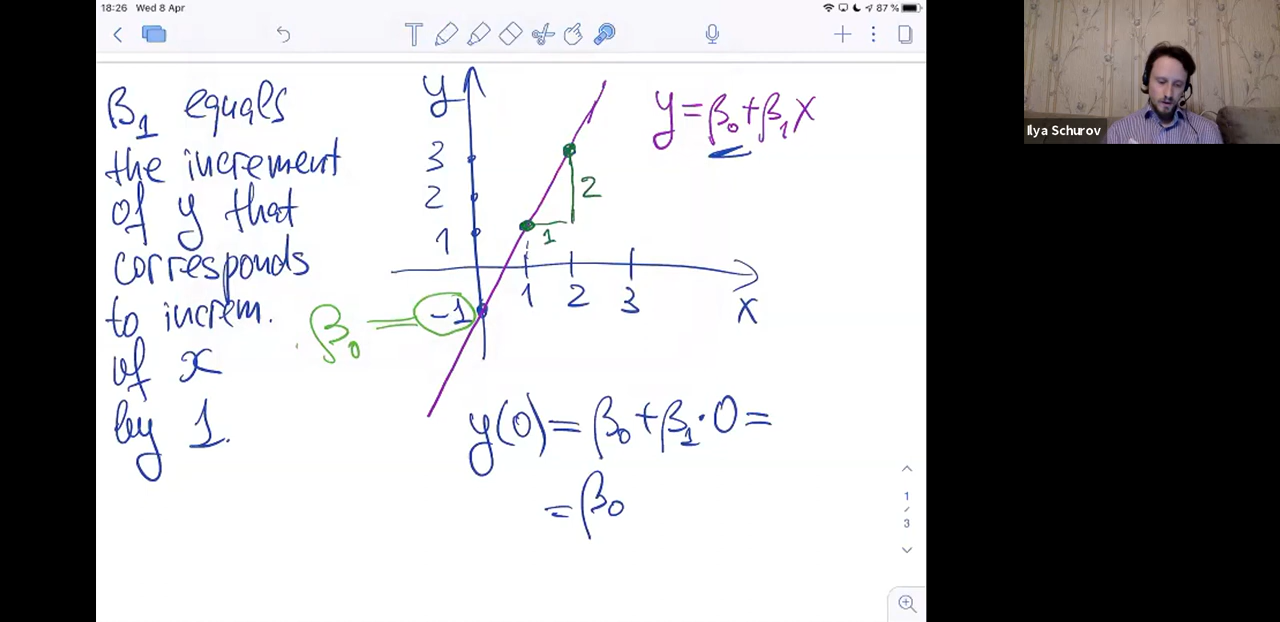 18:26 Wed 8 Apr
87 %
T
β₁ equals
the increment
of y that
corresponds
to increm.
of x
by 1.
y
3
2
1
-1
β₀ =
1
2
3
x
1
2
y = β₀ + β₁ x
y(0) = β₀ + β₁ · 0 =
= β₀
1
/
3
Ilya Schurov